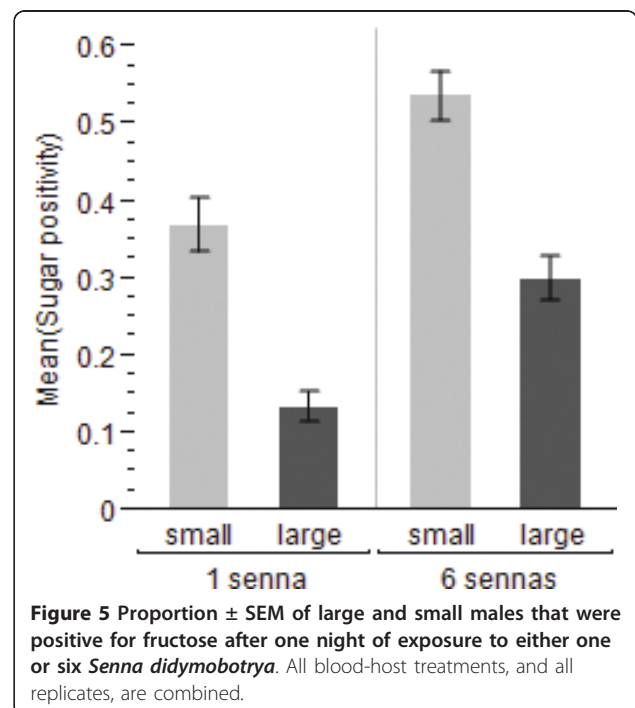 Mean(Sugar positivity)
0.6
0.5
0.4
0.3
0.2
0.1
0
small large small large
1 senna 6 sennas
Figure 5 Proportion ± SEM of large and small males that were
positive for fructose after one night of exposure to either one
or six Senna didymobotrya. All blood-host treatments, and all
replicates, are combined.